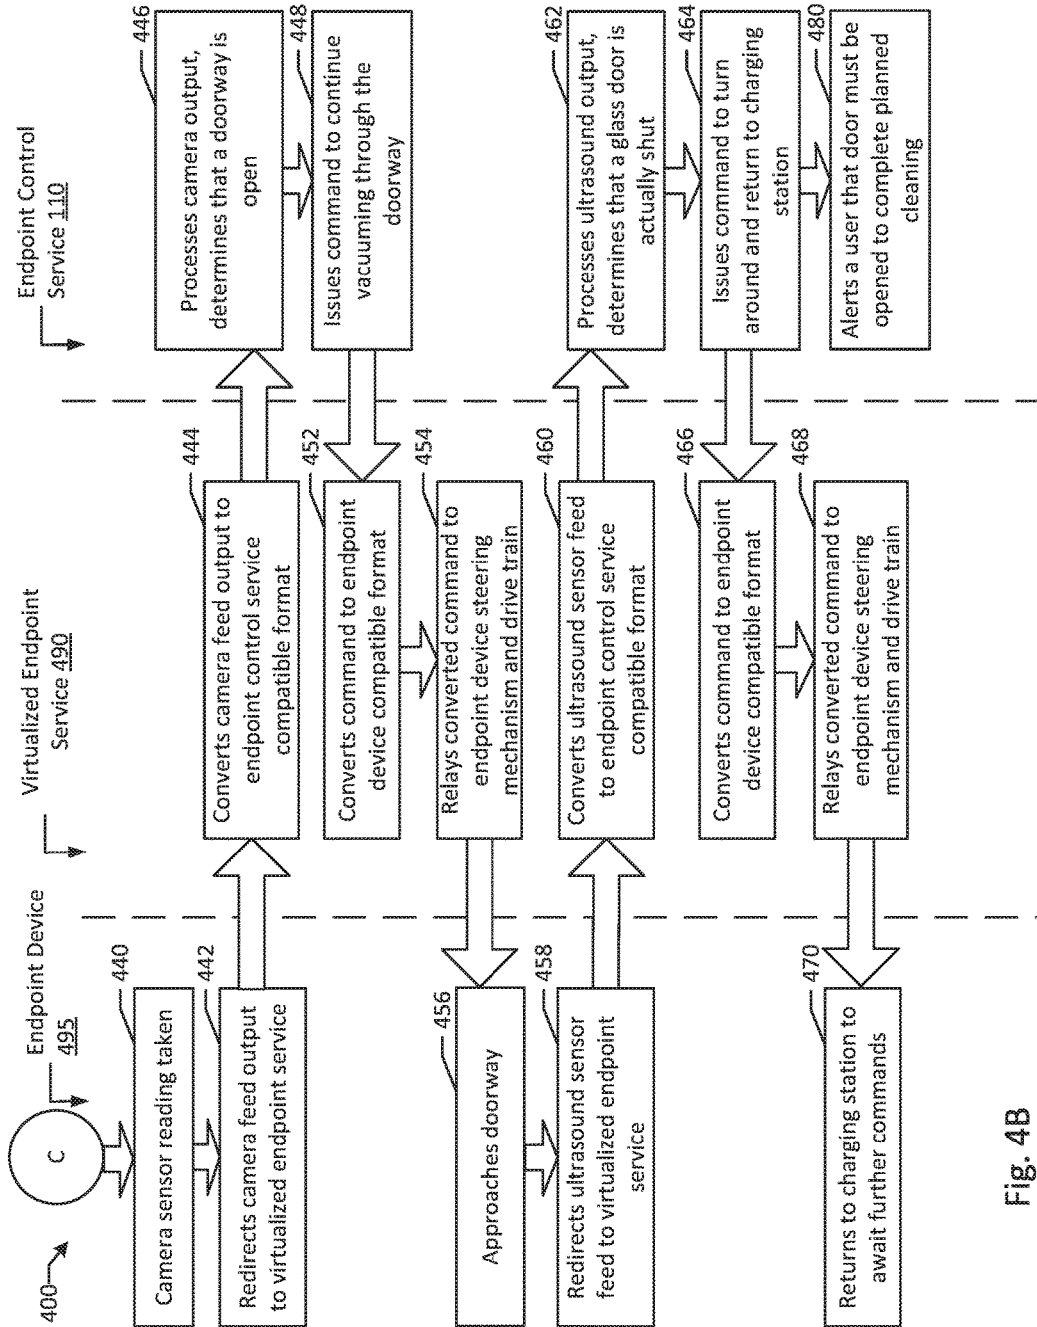 400
C
Endpoint Device
495
Virtualized Endpoint
Service 490
Endpoint Control
Service 110
440
Camera sensor reading taken
442
Redirects camera feed output
to virtualized endpoint service
444
Converts camera feed output to
endpoint control service
compatible format
446
Processes camera output,
determines that a doorway is
open
448
Issues command to continue
vacuuming through the
doorway
452
Converts command to endpoint
device compatible format
454
Relays converted command to
endpoint device steering
mechanism and drive train
456
Approaches doorway
458
Redirects ultrasound sensor
feed to virtualized endpoint
service
460
Converts ultrasound sensor feed
to endpoint control service
compatible format
462
Processes ultrasound output,
determines that a glass door is
actually shut
464
Issues command to turn
around and return to charging
station
466
Converts command to endpoint
device compatible format
468
Relays converted command to
endpoint device steering
mechanism and drive train
470
Returns to charging station to
await further commands
480
Alerts a user that door must be
opened to complete planned
cleaning
Fig. 4B